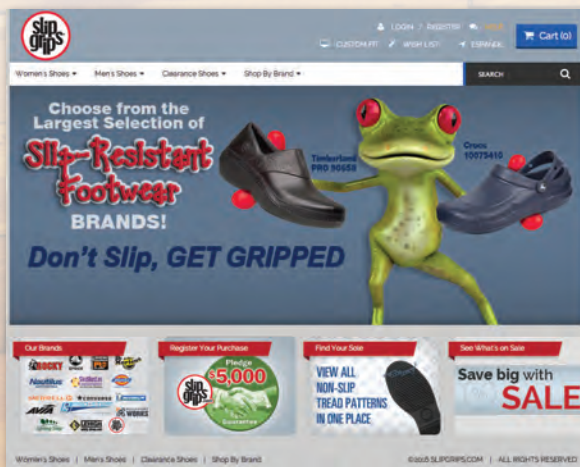 slip
grips
LOGIN / REGISTER
CUSTOM FIT
WISH LIST
ESPANOL
Cart (0)
Women's Shoes
Men's Shoes
Clearance Shoes
Shop By Brand
SEARCH
Choose from the
Largest Selection of
Slip-Resistant
Footwear
BRANDS!
Don't Slip, GET GRIPPED
Timberland
PRO 90658
Crocs
10075410
Our Brands
ROCKY
Nautilus
Dickies
AVIA
WORKS
Register Your Purchase
Pledge
$5,000
slip
grips
Guarantee
Find Your Sole
VIEW ALL
NON-SLIP
TREAD PATTERNS
IN ONE PLACE
See What's on Sale
Save big with
SALE
Women's Shoes | Men's Shoes | Clearance Shoes | Shop By Brand
©2016 SLIPGRIPS.COM | ALL RIGHTS RESERVED